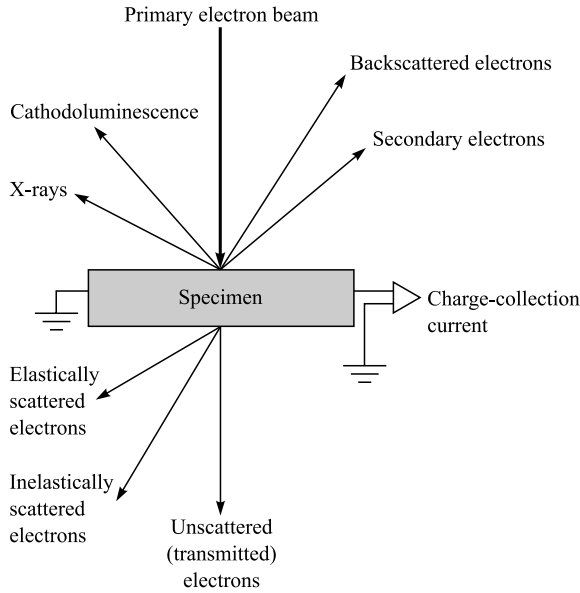 Primary electron beam
Backscattered electrons
Cathodoluminescence
Secondary electrons
X-rays
Specimen
Charge-collection
current
Elastically
scattered
electrons
Inelastically
scattered
electrons
Unscattered
(transmitted)
electrons